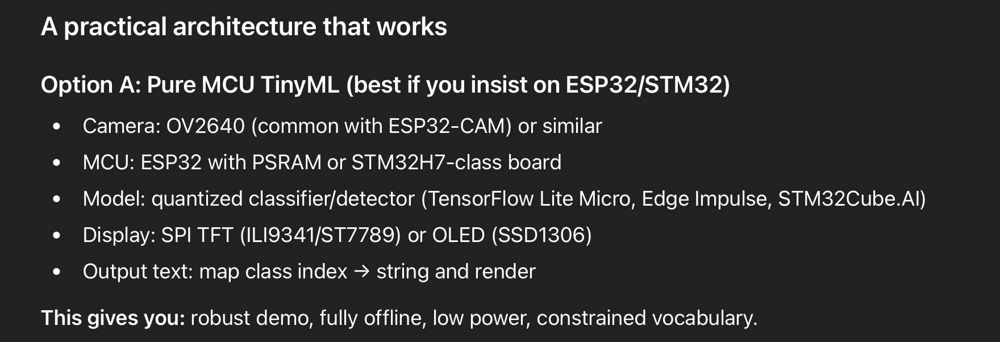 A practical architecture that works
Option A: Pure MCU TinyML (best if you insist on ESP32/STM32)
• Camera: OV2640 (common with ESP32-CAM) or similar
• MCU: ESP32 with PSRAM or STM32H7-class board
• Model: quantized classifier/detector (TensorFlow Lite Micro, Edge Impulse, STM32Cube.AI)
• Display: SPI TFT (ILI9341/ST7789) or OLED (SSD1306)
• Output text: map class index → string and render
This gives you: robust demo, fully offline, low power, constrained vocabulary.